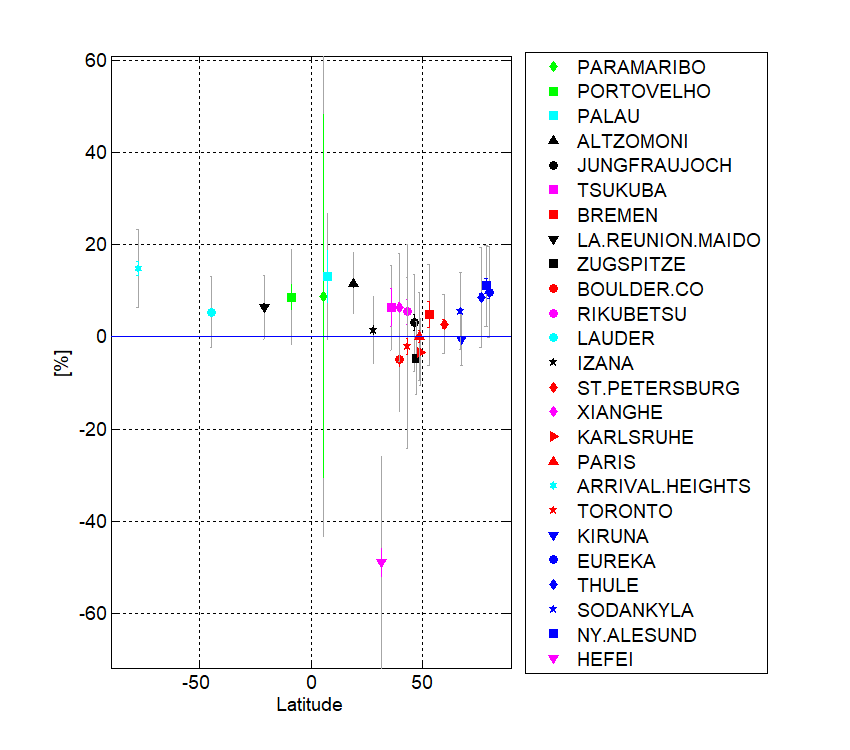 60
40
20
0
-20
-40
-60
[%]
-50 0 50
Latitude
PARAMARIBO
PORTOVELHO
PALAU
ALTZOMONI
JUNGFRAUJOCH
TSUKUBA
BREMEN
LA.REUNION.MAIDO
ZUGSPITZE
BOULDER.CO
RIKUBETSU
LAUDER
IZANA
ST.PETERSBURG
XIANGHE
KARLSRUHE
PARIS
ARRIVAL.HEIGHTS
TORONTO
KIRUNA
EUREKA
THULE
SODANKYLA
NY.ALESUND
HEFEI